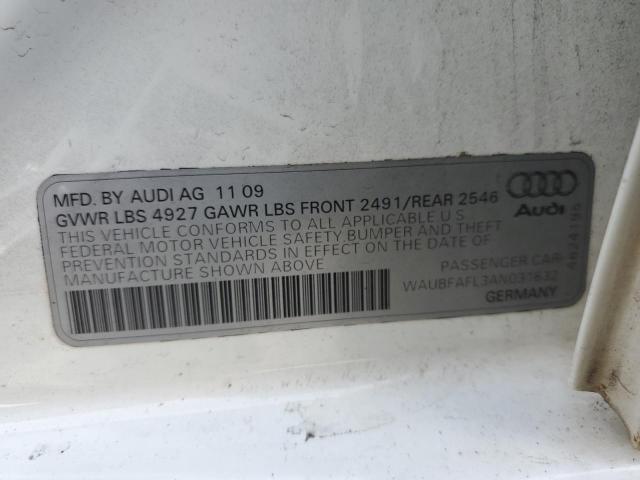 MFD. BY AUDI AG 11 09
GVWR LBS 4927 GAWR LBS FRONT 2491/REAR 2546
THIS VEHICLE CONFORMS TO ALL APPLICABLE U S
FEDERAL MOTOR VEHICLE SAFETY BUMPER AND THEFT
PREVENTION STANDARDS IN EFFECT ON THE DATE OF
MANUFACTURE SHOWN ABOVE.
Audi
PASSENGER CAR
WAUBFAFL3AN031632
GERMANY
4624195